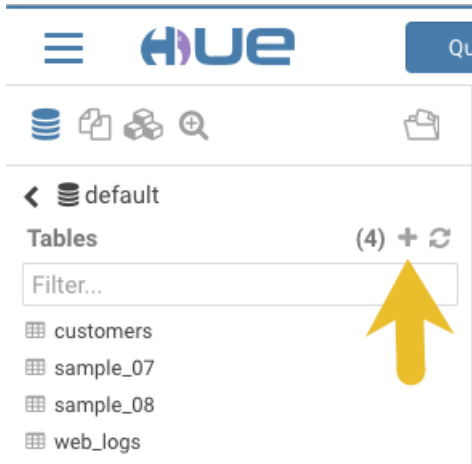 HUE
Qu
default
Tables (4)
Filter...
customers
sample_07
sample_08
web_logs